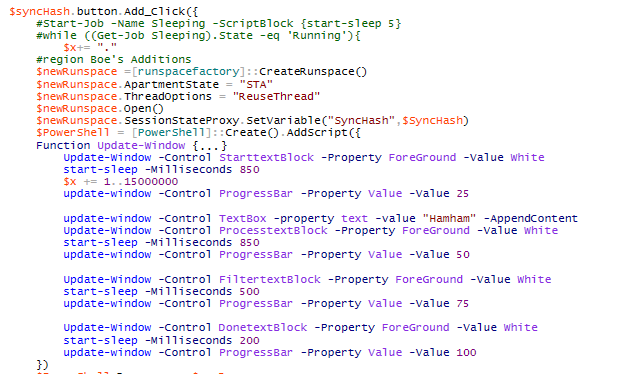 $syncHash.button.Add_Click({
#Start-Job -Name Sleeping -ScriptBlock {start-sleep 5}
#while ((Get-Job Sleeping).State -eq 'Running'){
$x+= "."
#region Boe's Additions
$newRunspace =[runspacefactory]::CreateRunspace()
$newRunspace.ApartmentState = "STA"
$newRunspace.ThreadOptions = "ReuseThread"
$newRunspace.Open()
$newRunspace.SessionStateProxy.SetVariable("SyncHash",$SyncHash)
$PowerShell = [PowerShell]::Create().AddScript({
Function Update-Window {...}
Update-Window -Control StarttextBlock -Property ForeGround -Value White
start-sleep -Milliseconds 850
$x += 1..15000000
update-window -Control ProgressBar -Property Value -Value 25
update-window -Control TextBox -property text -value "Hamham" -AppendContent
Update-Window -Control ProcesstextBlock -Property ForeGround -Value White
start-sleep -Milliseconds 850
update-window -Control ProgressBar -Property Value -Value 50
Update-Window -Control FiltertextBlock -Property ForeGround -Value White
start-sleep -Milliseconds 500
update-window -Control ProgressBar -Property Value -Value 75
Update-Window -Control DonetextBlock -Property ForeGround -Value White
start-sleep -Milliseconds 200
update-window -Control ProgressBar -Property Value -Value 100
})